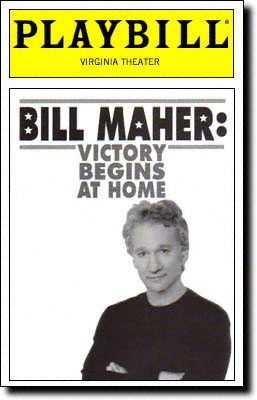 PLAYBILL®
VIRGINIA THEATER
BILL MAHER:
VICTORY
BEGINS
AT HOME